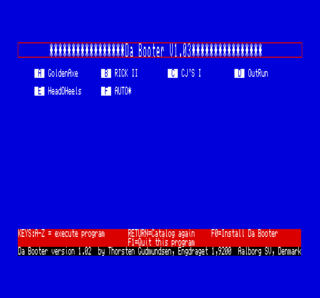 ****************Da Booter V1.03***************
A GoldenAxe B RICK II C CJ'S I D OutRun
E HeadOHeels F AUTO*
KEYS:A-Z = execute program RETURN=Catalog again F0=Install Da Booter
F1=Quit this program
Da Booter version 1.02 by Thorsten Gudmundsen, Engdraget 1,9200 Aalborg SV, Denmark